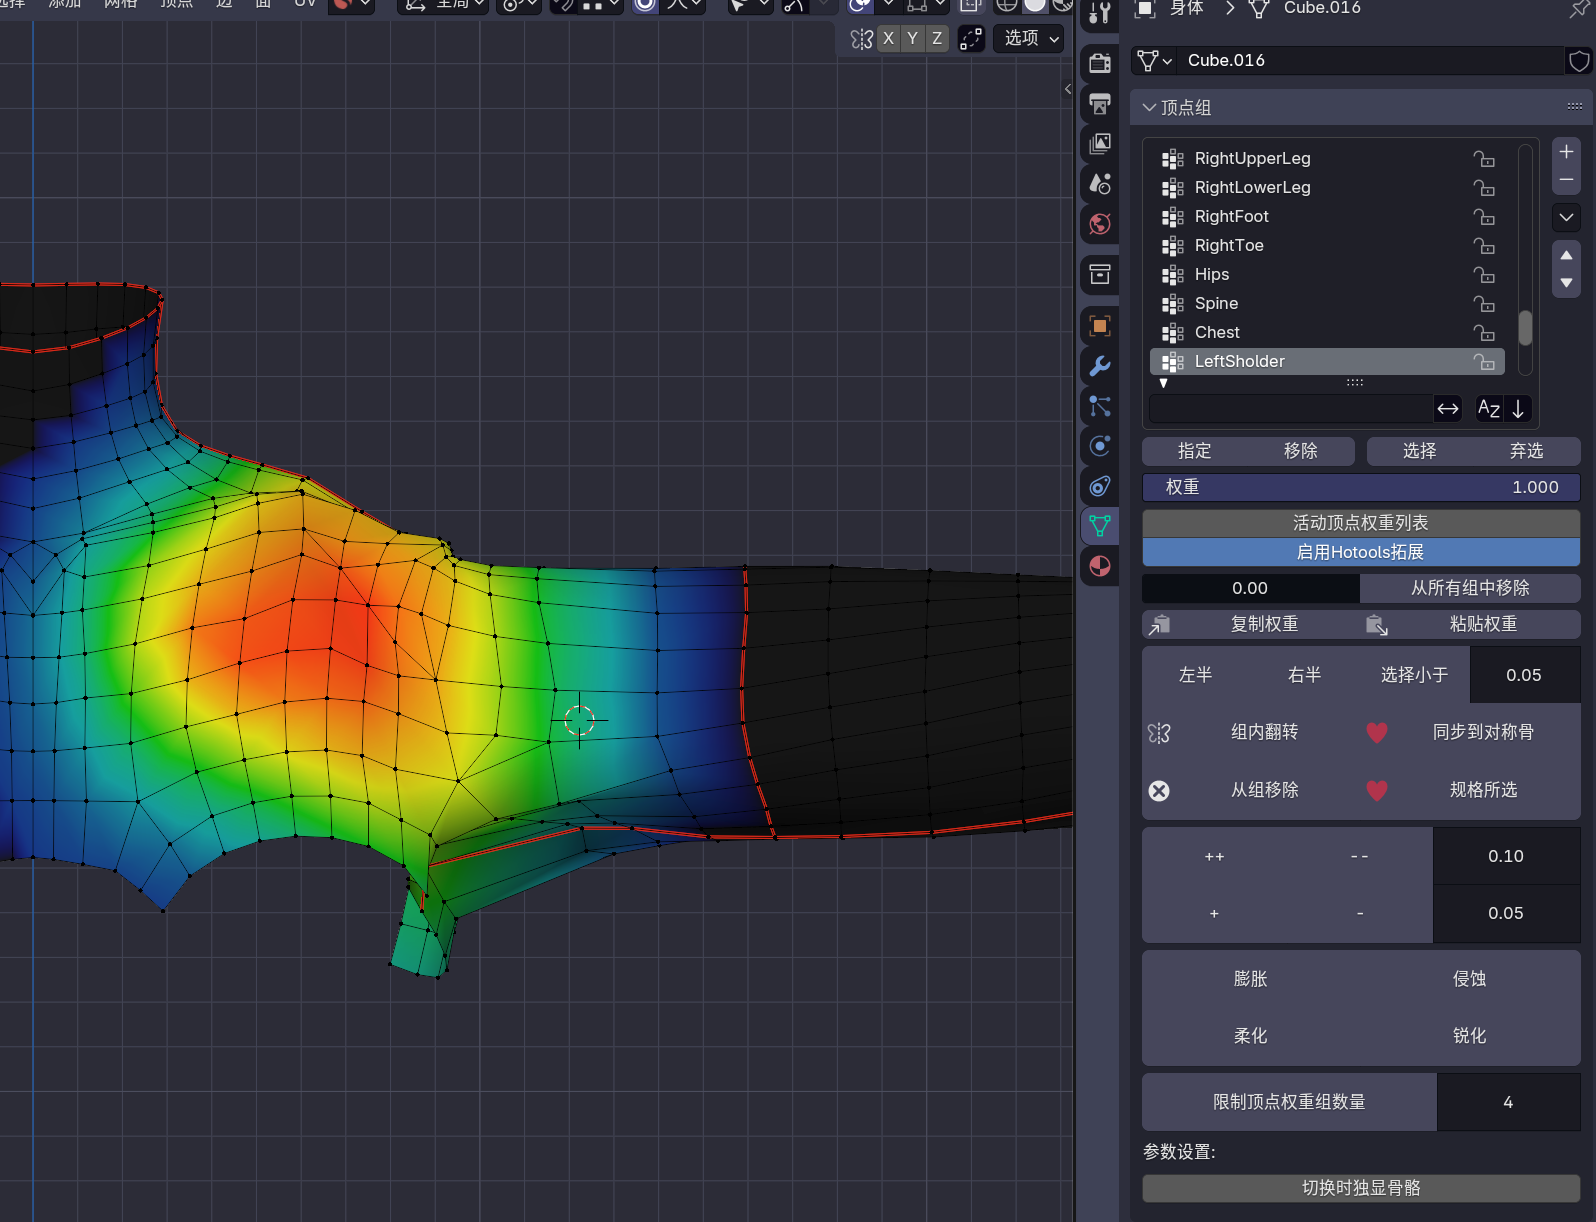 选择 添加 网格 顶点 边 面 UV
全局
身体 Cube.016
X Y Z
选项
Cube.016
顶点组
RightUpperLeg
RightLowerLeg
RightFoot
RightToe
Hips
Spine
Chest
LeftSholder
AZ
指定 移除 选择 弃选
权重 1.000
活动顶点权重列表
启用Hotools拓展
0.00 从所有组中移除
复制权重 粘贴权重
左半 右半 选择小于 0.05
组内翻转 同步到对称骨
从组移除 规格所选
++ -- 0.10
+ - 0.05
膨胀 侵蚀
柔化 锐化
限制顶点权重组数量 4
参数设置:
切换时独显骨骼